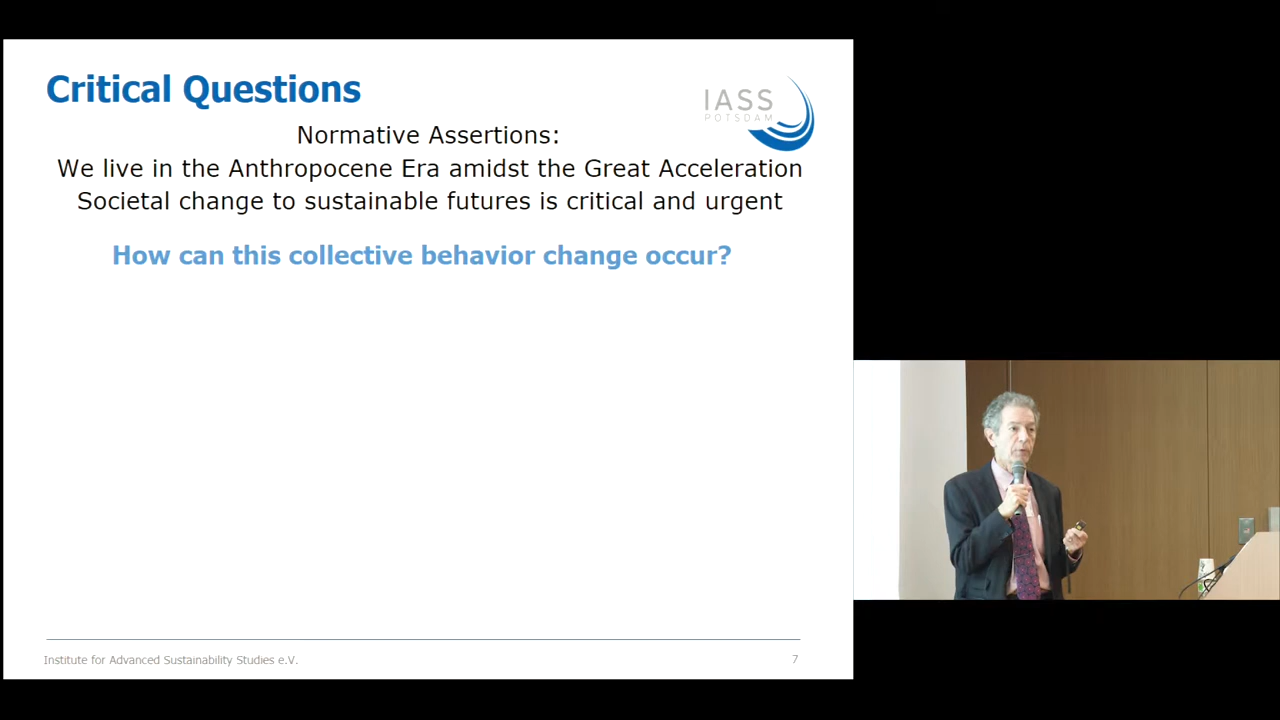 Critical Questions
IASS
POTSDAM
Normative Assertions:
We live in the Anthropocene Era amidst the Great Acceleration
Societal change to sustainable futures is critical and urgent
How can this collective behavior change occur?
Institute for Advanced Sustainability Studies e.V.
7